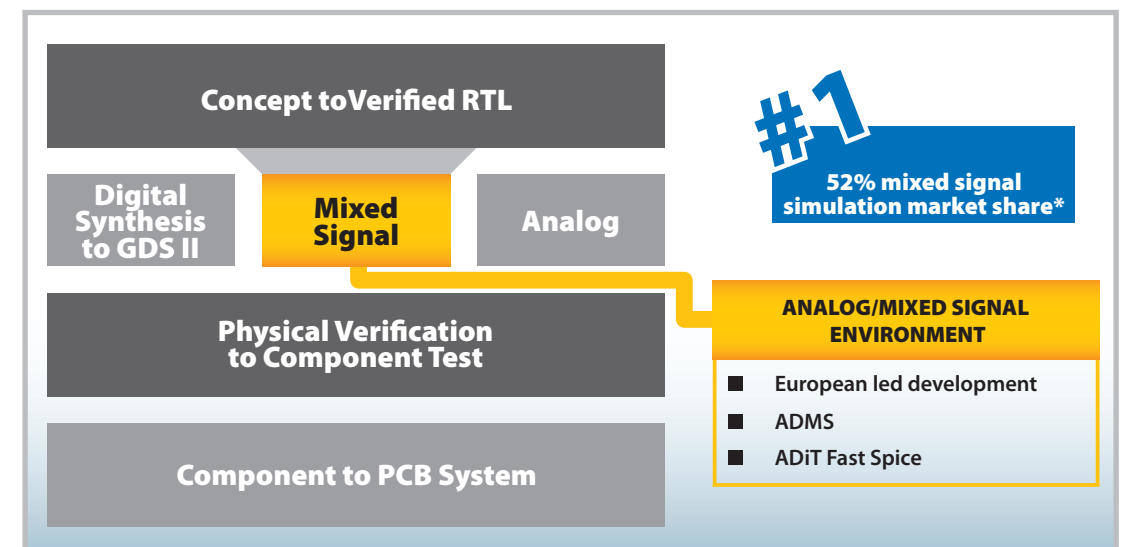 Concept toVerified RTL
#1
52% mixed signal
simulation market share*
Digital
Synthesis
to GDS II
Mixed
Signal
Analog
ANALOG/MIXED SIGNAL
ENVIRONMENT
Physical Verification
to Component Test
European led development
ADMS
ADiT Fast Spice
Component to PCB System